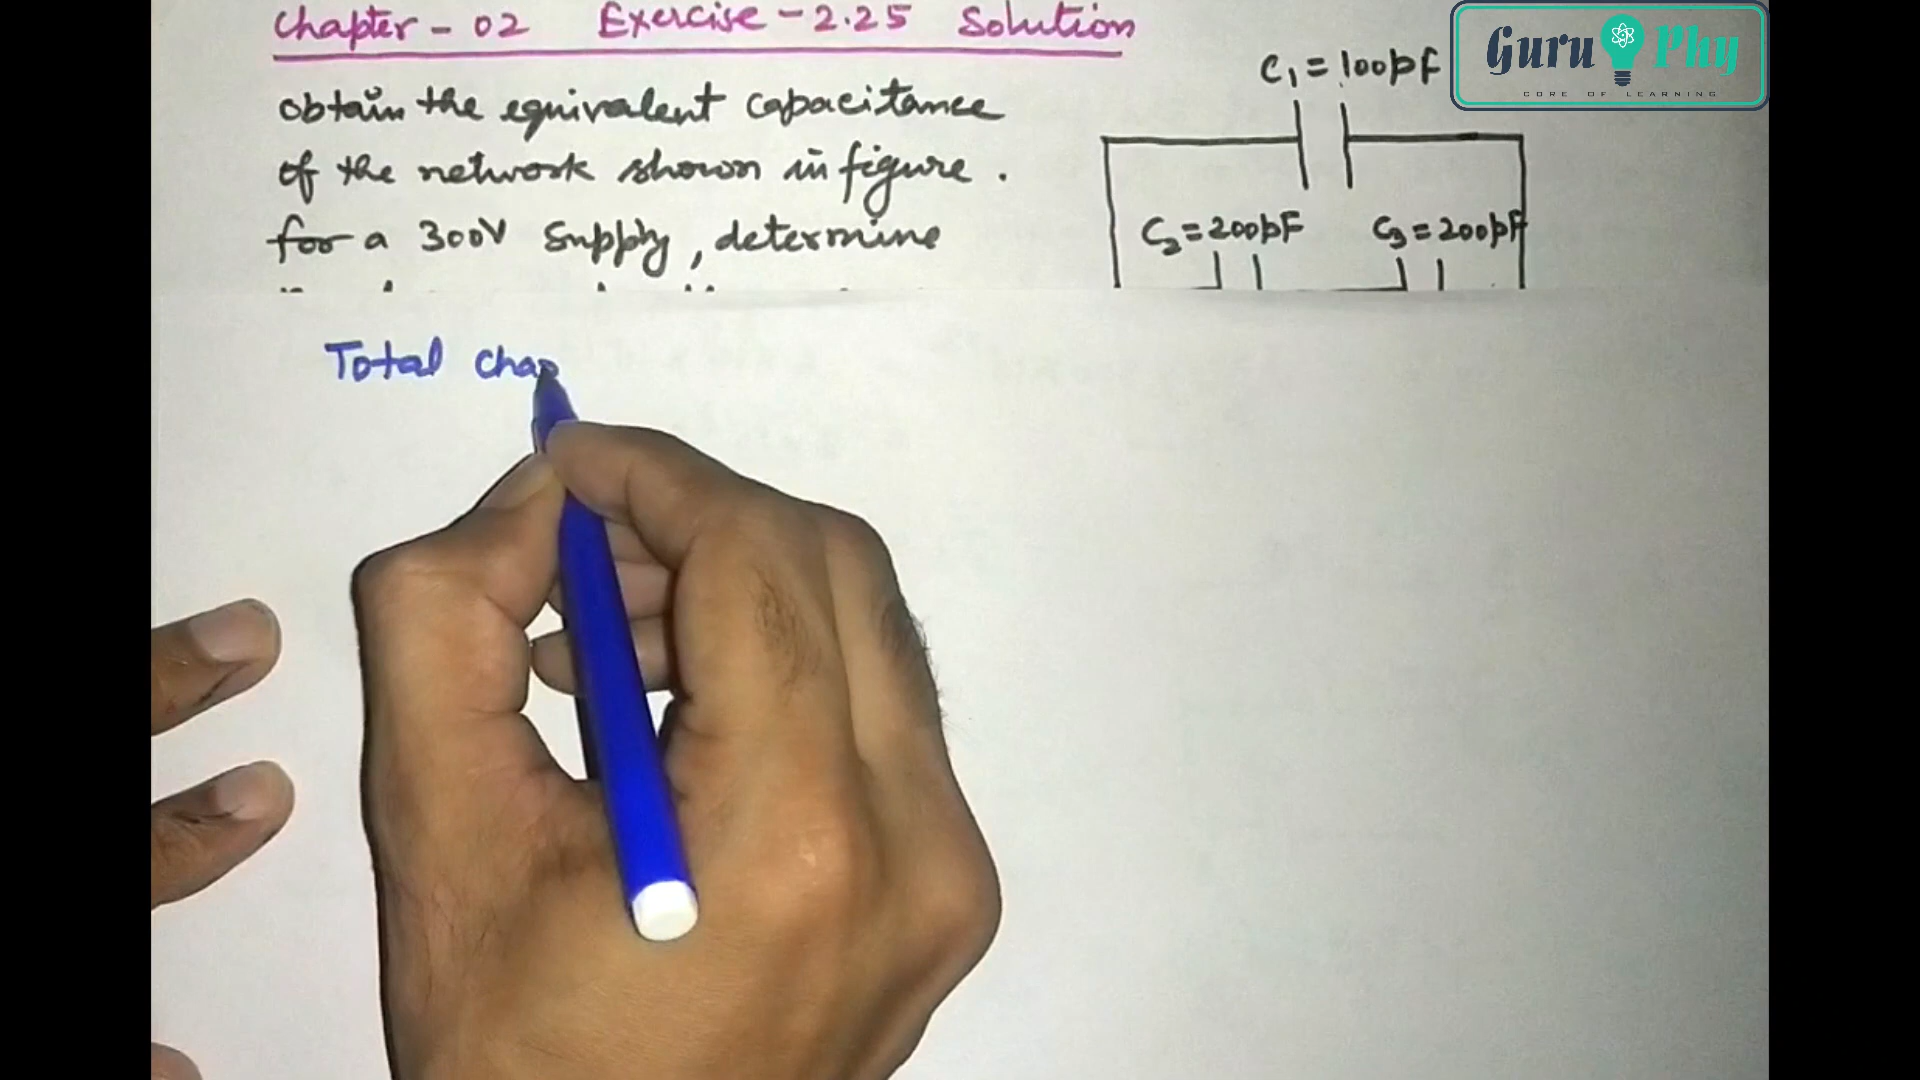 Chapter - 02 Exercise - 2.25 Solution
obtain the equivalent capacitance
of the network shown in figure.
for a 300V supply, determine
C₁ = 100pF
C₂ = 200pF C₃ = 200pF
Guru Phy
CORE OF LEARNING
Total cha